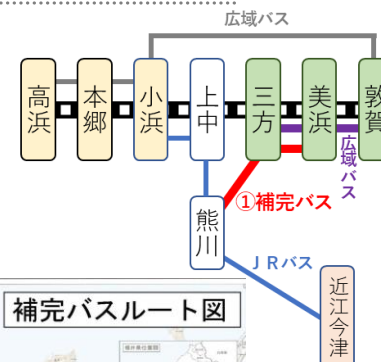 広域バス
高浜
本郷
小浜
上中
三方
美浜
敦賀
広域バス
①補完バス
熊川
JRバス
近江今津
補完バスルート図